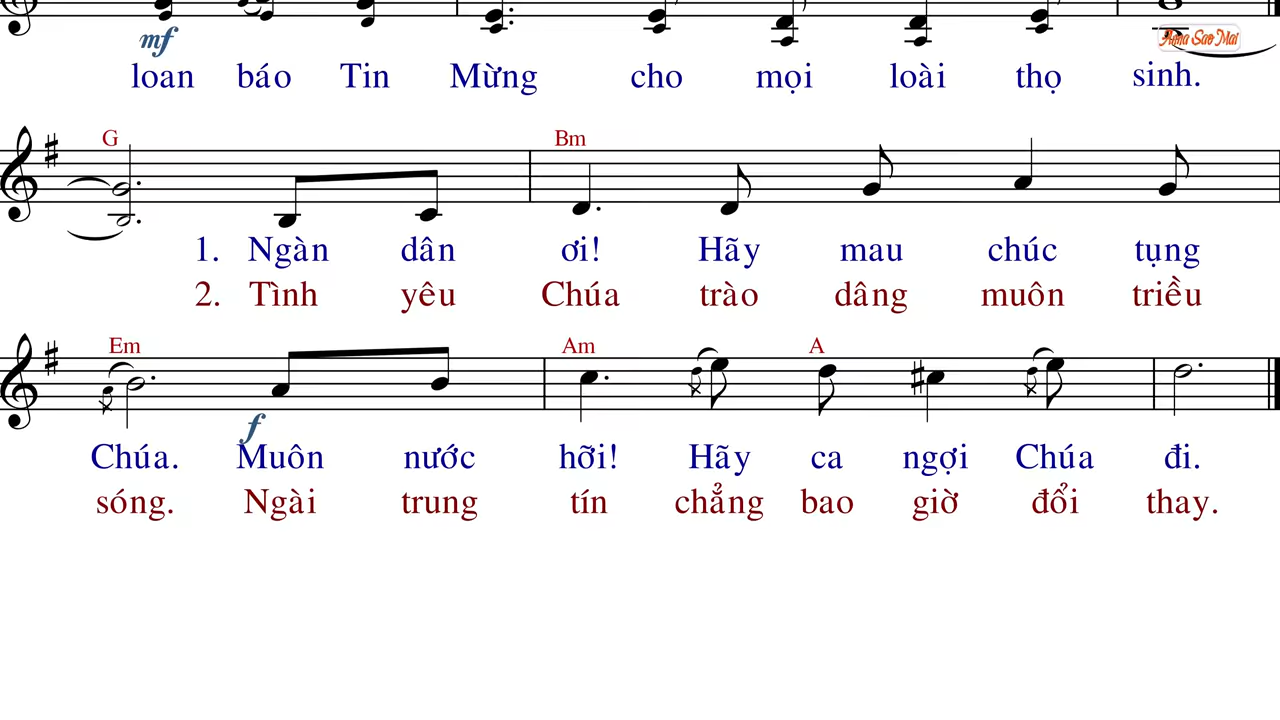 mf
Anna Sao Mai
loan báo Tin Mừng cho mọi loài thọ sinh.
G Bm
1. Ngàn dân ơi! Hãy mau chúc tụng
2. Tình yêu Chúa trào dâng muôn triều
Em Am A
f
Chúa. Muôn nước hỡi! Hãy ca ngợi Chúa đi.
sóng. Ngài trung tín chẳng bao giờ đổi thay.